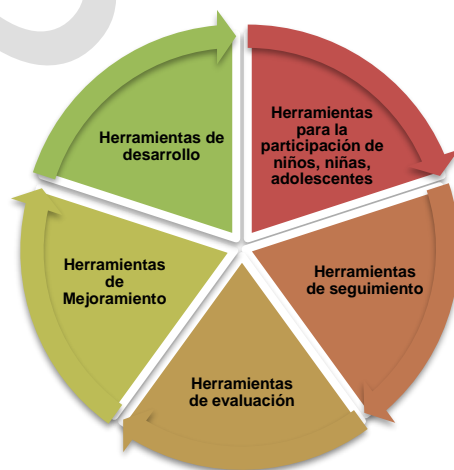 Herramientas
para la
participación de
niños, niñas,
adolescentes
Herramientas
de seguimiento
Herramientas
de evaluación
Herramientas
de
Mejoramiento
Herramientas de
desarrollo